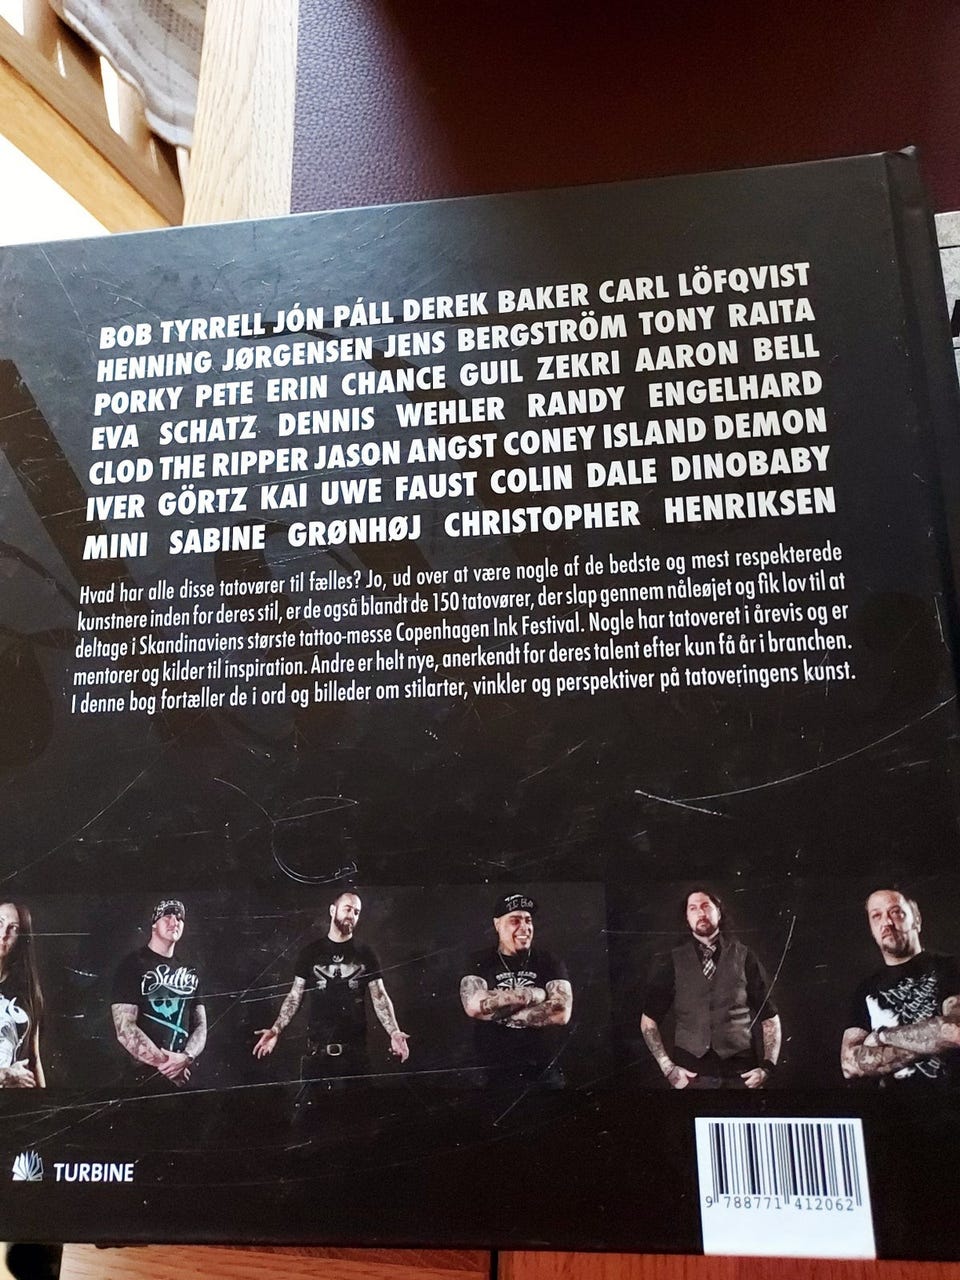 BOB TYRRELL JÓN PÁLL DEREK BAKER CARL LÖFQVIST
HENNING JØRGENSEN JENS BERGSTRÖM TONY RAITA
PORKY PETE ERIN CHANCE GUIL ZEKRI AARON BELL
EVA SCHATZ DENNIS WEHLER RANDY ENGELHARD
CLOD THE RIPPER JASON ANGST CONEY ISLAND DEMON
IVER GÖRTZ KAI UWE FAUST COLIN DALE DINOBABY
MINI SABINE GRØNHØJ CHRISTOPHER HENRIKSEN
Hvad har alle disse tatovører til fælles? Jo, ud over at være nogle af de bedste og mest respekterede
kunstnere inden for deres stil, er de også blandt de 150 tatovører, der slap gennem nåleøjet og fik lov til at
deltage i Skandinaviens største tattoo-messe Copenhagen Ink Festival. Nogle har tatoveret i årevis og er
mentorer og kilder til inspiration. Andre er helt nye, anerkendt for deres talent efter kun få år i branchen.
I denne bog fortæller de i ord og billeder om stilarter, vinkler og perspektiver på tatoveringens kunst.
Sullen
TURBINE
9 788771 412062